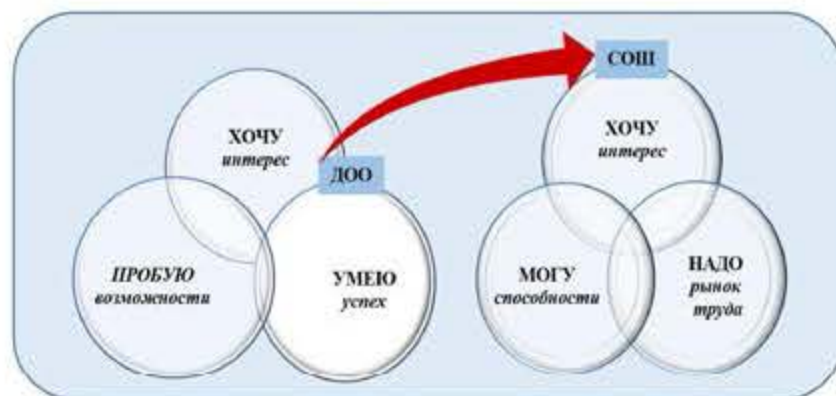 СОШ
ХОЧУ
интерес
ДОО
ПРОБУЮ
возможности
УМЕЮ
успех
ХОЧУ
интерес
МОГУ
способности
НАДО
рынок
труда